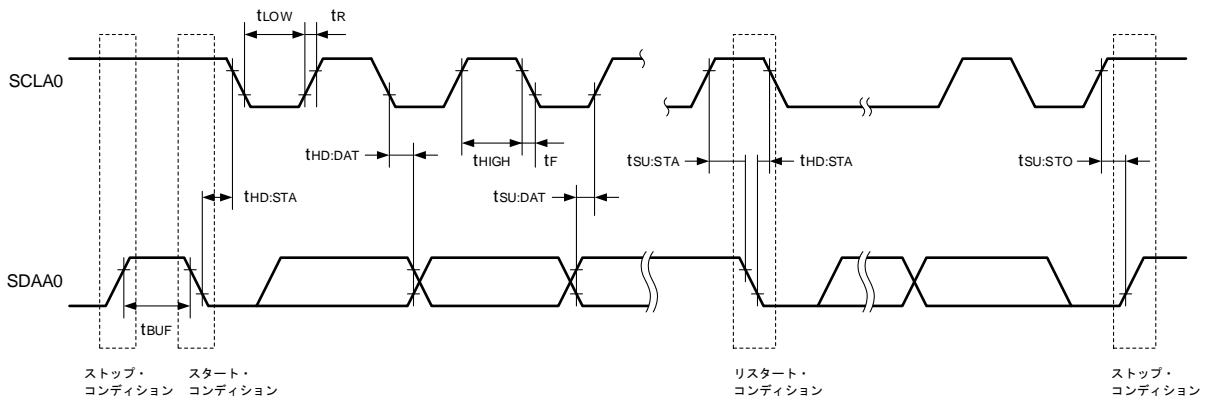 tLOW
tR
SCLA0
tHD:DAT
tHIGH
tF
tSU:STA
tHD:STA
tSU:STO
tHD:STA
tSU:DAT
SDAA0
tBUF
ストップ・
コンディション
スタート・
コンディション
リスタート・
コンディション
ストップ・
コンディション